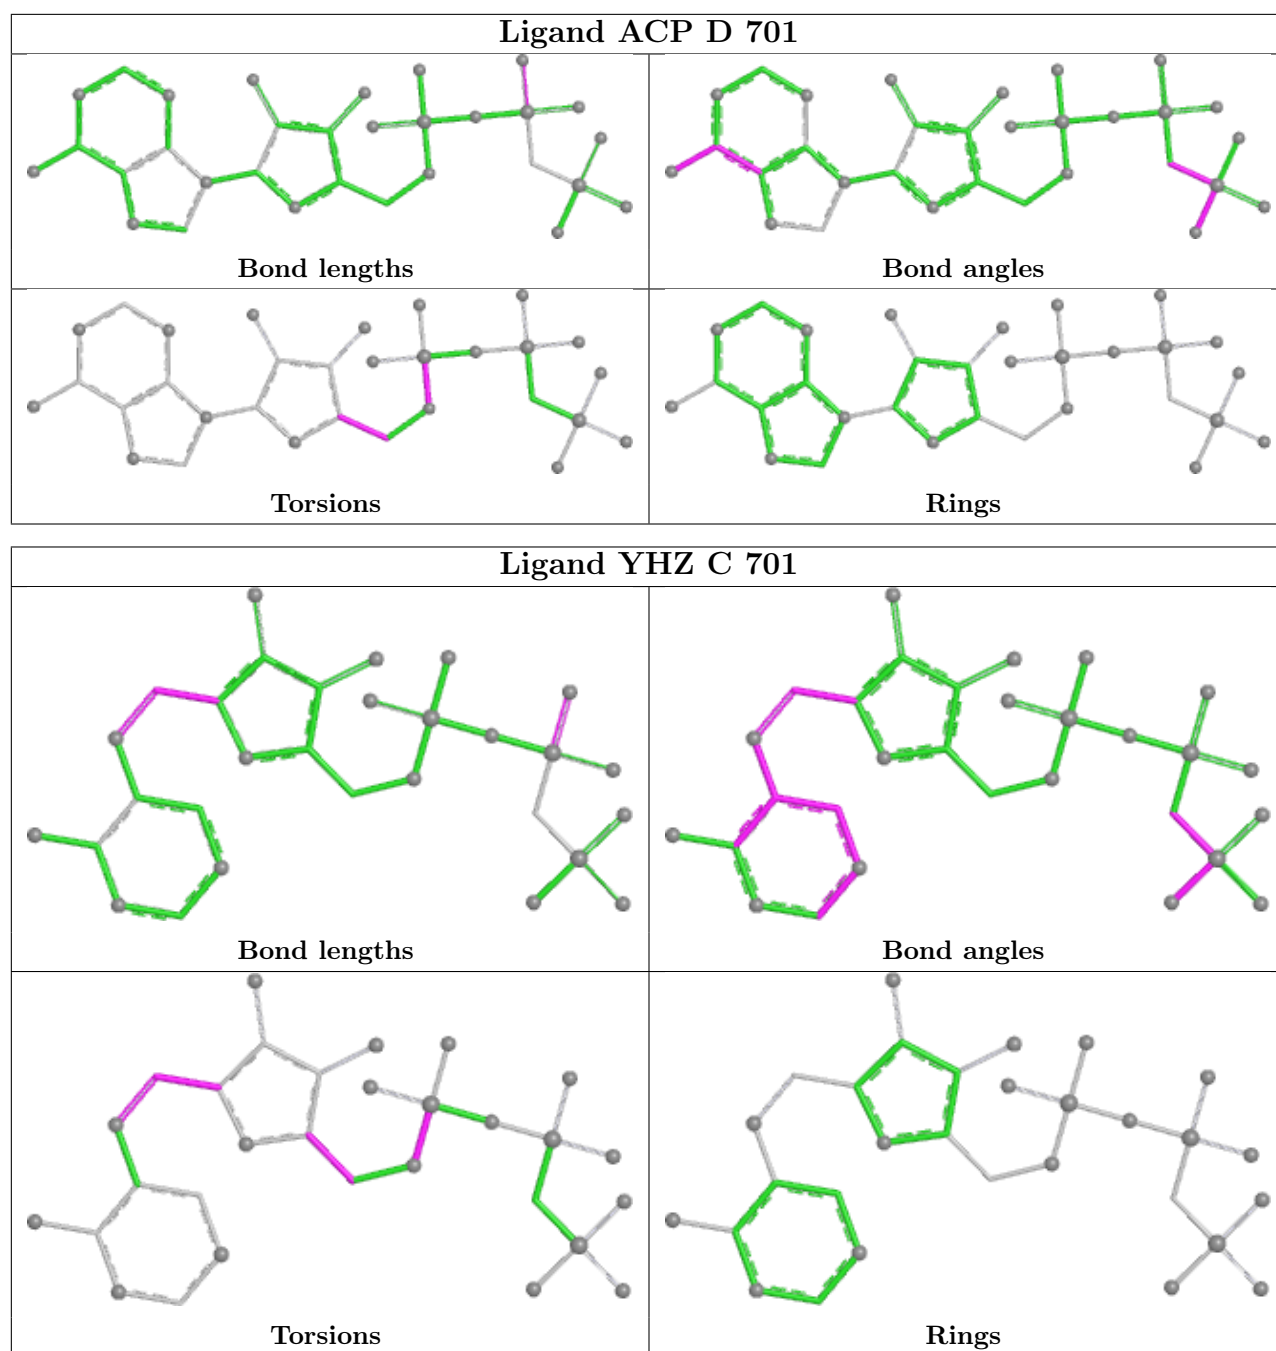 Ligand ACP D 701
Bond lengths
Bond angles
Torsions
Rings
Ligand YHZ C 701
Bond lengths
Bond angles
Torsions
Rings